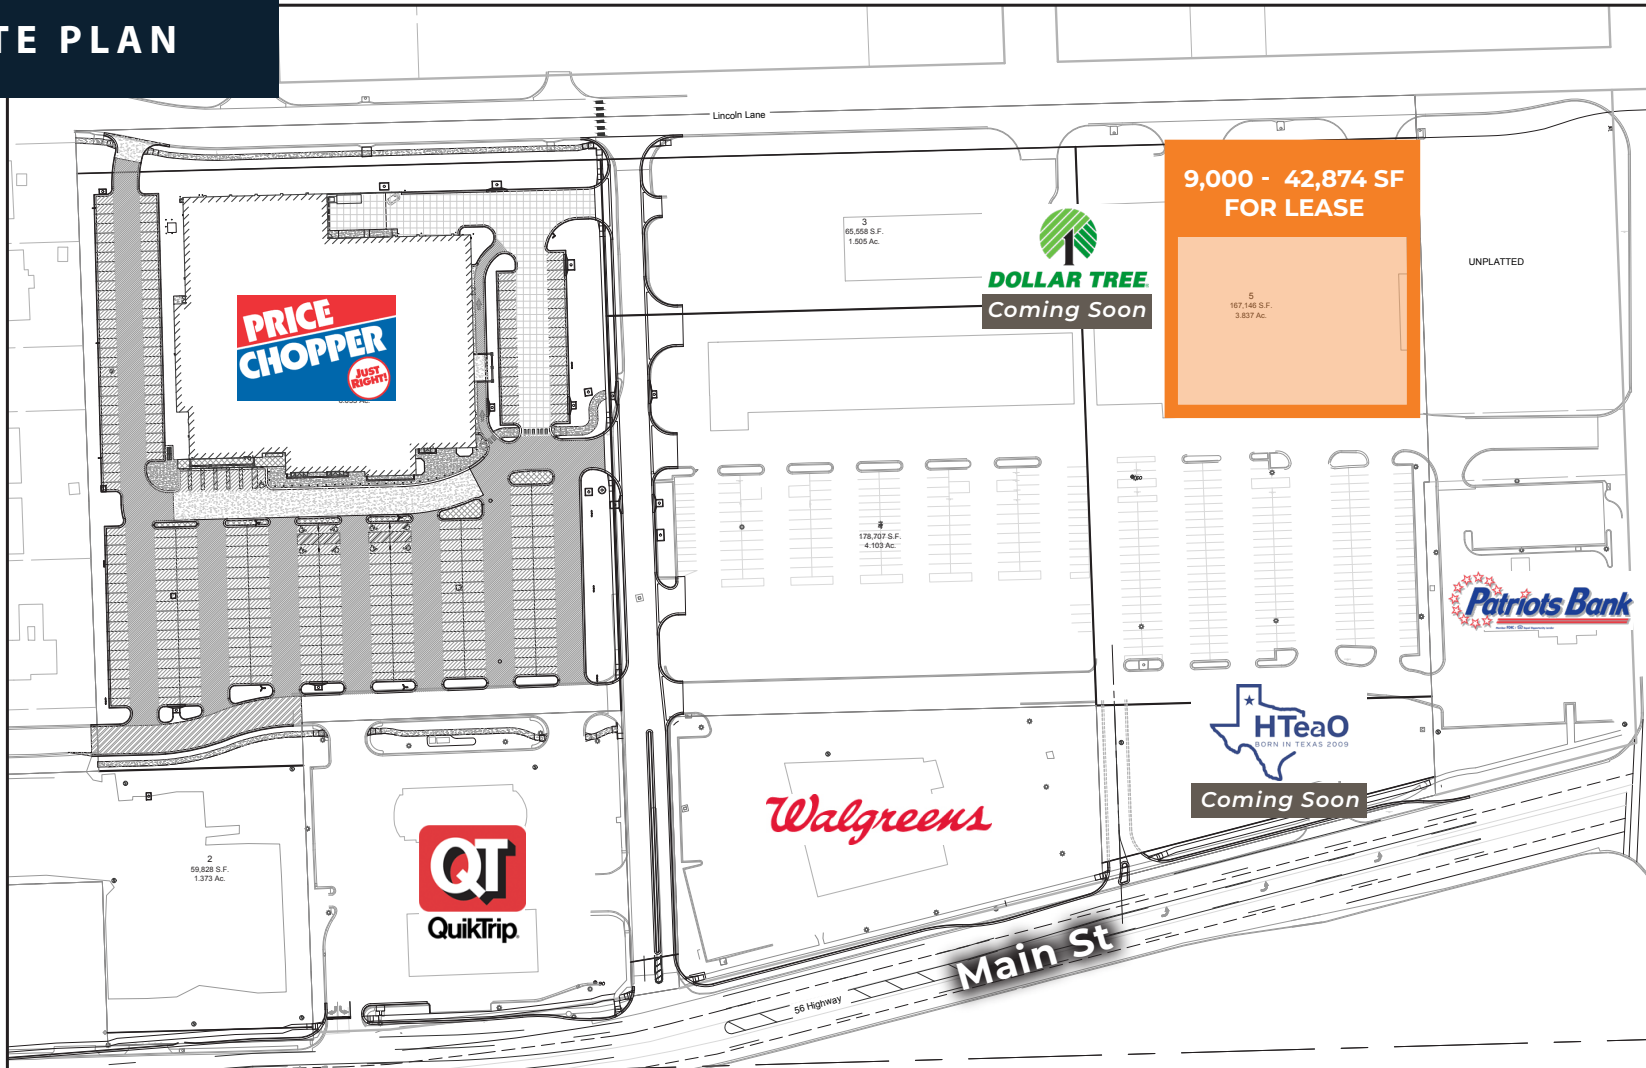 TE PLAN
Lincoln Lane
9,000 - 42,874 SF
FOR LEASE
3
65,558 S.F.
1.505 Ac.
DOLLAR TREE
Coming Soon
UNPLATTED
5
167,146 S.F.
3.837 Ac.
PRICE
CHOPPER
JUST
RIGHT!
178,707 S.F.
4.103 Ac.
Patriots Bank
HTeaO
BORN IN TEXAS 2009
Coming Soon
Walgreens
2
59,828 S.F.
1.373 Ac.
QT
QuikTrip
Main St
56 Highway